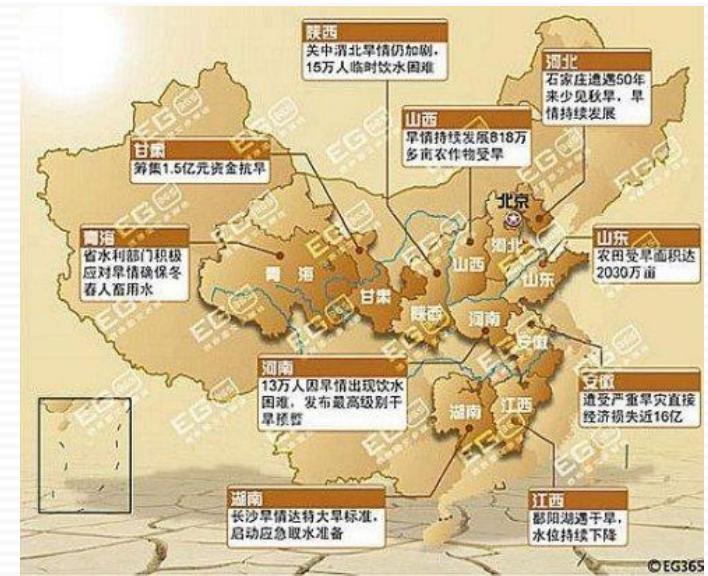 陕西
关中渭北旱情仍加剧，
15万人临时饮水困难
河北
石家庄遭遇50年
来少见秋旱，旱
情持续发展
山西
旱情持续发展818万
多亩农作物受旱
甘肃
筹集1.5亿元资金抗旱
青海
省水利部门积极
应对旱情确保冬
春人畜用水
山东
农田受旱面积达
2030万亩
北京
河北
山西
山东
青海
甘肃
陕西
河南
安徽
湖南
江西
河南
13万人因旱情出现饮水
困难，发布最高级别干
旱预警
安徽
遭受严重旱灾直接
经济损失近16亿
湖南
长沙旱情达特大旱标准，
启动应急取水准备
江西
鄱阳湖遇干旱，
水位持续下降
©EG365